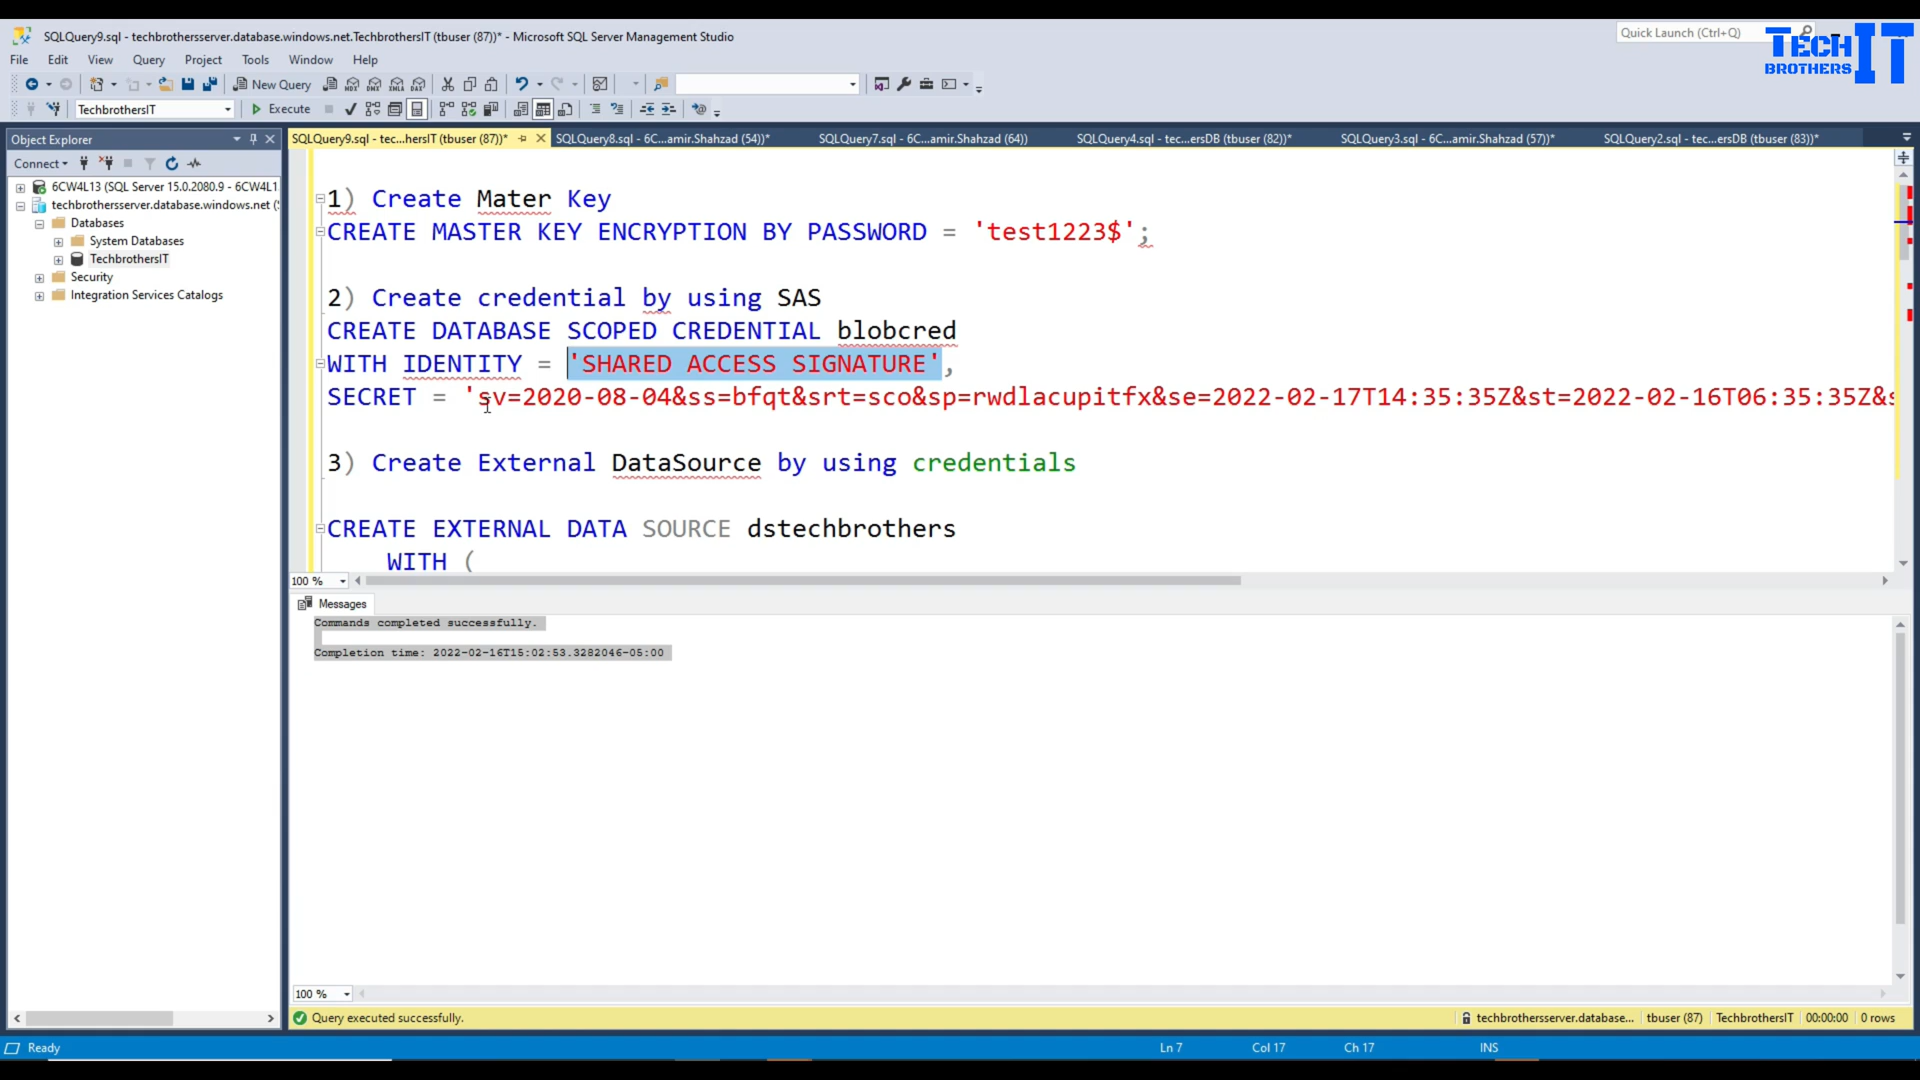 SQLQuery9.sql - techbrothersserver.database.windows.net.TechbrothersIT (tbuser (87))* - Microsoft SQL Server Management Studio
Quick Launch (Ctrl+Q)
TECH BROTHERS IT
File Edit View Query Project Tools Window Help
New Query
TechbrothersIT Execute
Object Explorer
SQLQuery9.sql - tec...hersIT (tbuser (87))* SQLQuery8.sql - 6C...amir.Shahzad (54))* SQLQuery7.sql - 6C...amir.Shahzad (64)) SQLQuery4.sql - tec...ersDB (tbuser (82))* SQLQuery3.sql - 6C...amir.Shahzad (57))* SQLQuery2.sql - tec...ersDB (tbuser (83))*
Connect
6CW4L13 (SQL Server 15.0.2080.9 - 6CW4L1
techbrothersserver.database.windows.net (
Databases
System Databases
TechbrothersIT
Security
Integration Services Catalogs
1) Create Mater Key
CREATE MASTER KEY ENCRYPTION BY PASSWORD = 'test1223$';
2) Create credential by using SAS
CREATE DATABASE SCOPED CREDENTIAL blobcred
WITH IDENTITY = 'SHARED ACCESS SIGNATURE',
SECRET = 'sv=2020-08-04&ss=bfqt&srt=sco&sp=rwdlacupitfx&se=2022-02-17T14:35:35Z&st=2022-02-16T06:35:35Z&s
3) Create External DataSource by using credentials
CREATE EXTERNAL DATA SOURCE dstechbrothers
WITH (
100 %
Messages
Commands completed successfully.
Completion time: 2022-02-16T15:02:53.3282046-05:00
100 %
Query executed successfully.
techbrothersserver.database... tbuser (87) TechbrothersIT 00:00:00 0 rows
Ready
Ln 7 Col 17 Ch 17 INS